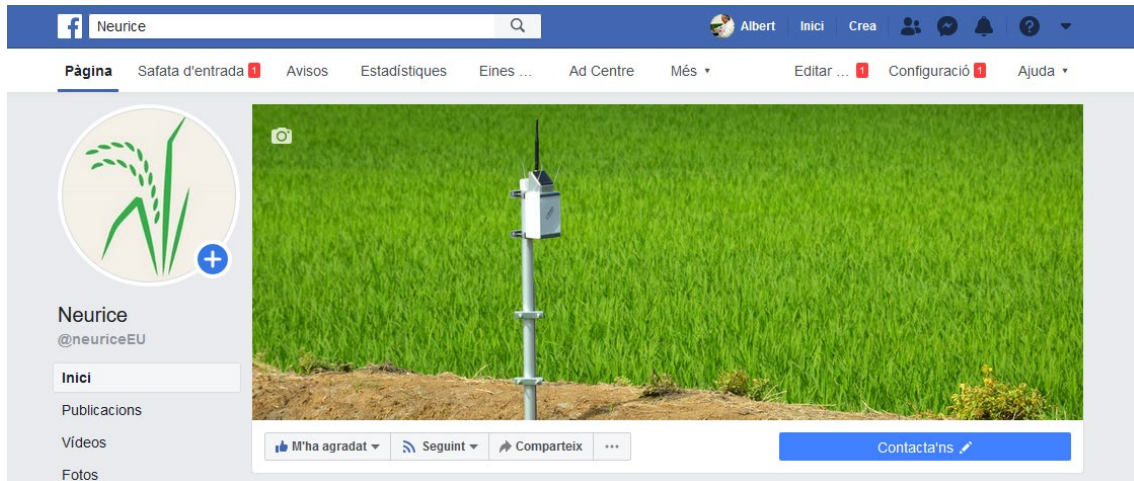 Neurice
Albert Inici Crea
Pàgina Safata d'entrada 1 Avisos Estadístiques Eines ... Ad Centre Més Editar ... 1 Configuració 1 Ajuda
Neurice
@neuriceEU
Inici
Publicacions
Vídeos
Fotos
M'ha agradat Seguint Comparteix ...
Contacta'ns